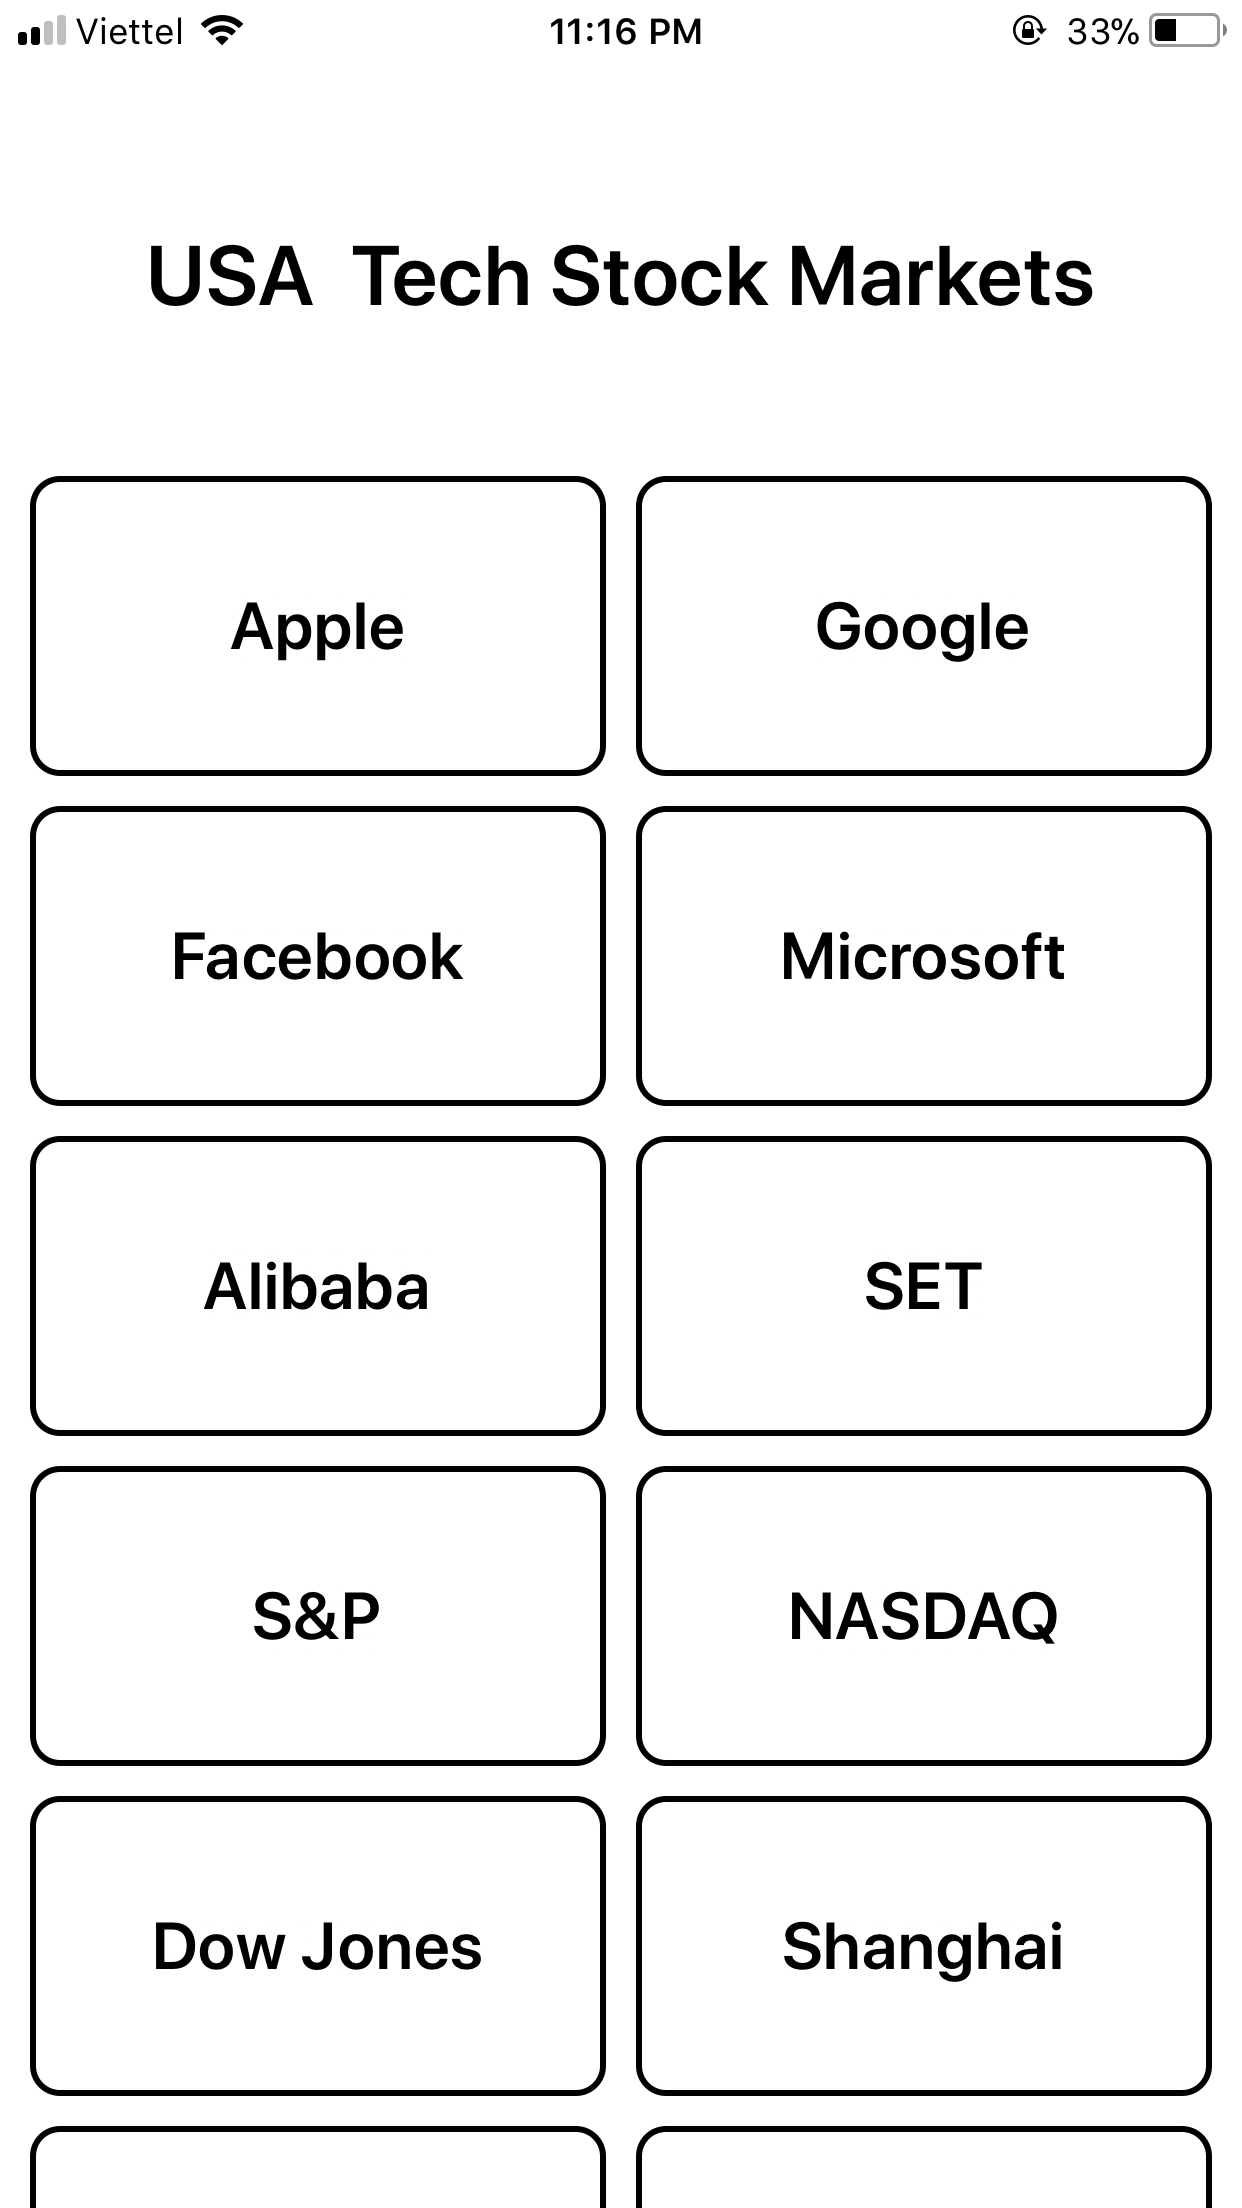 Viettel 11:16 PM 33%
USA  Tech Stock Markets
Apple Google
Facebook Microsoft
Alibaba SET
S&P NASDAQ
Dow Jones Shanghai